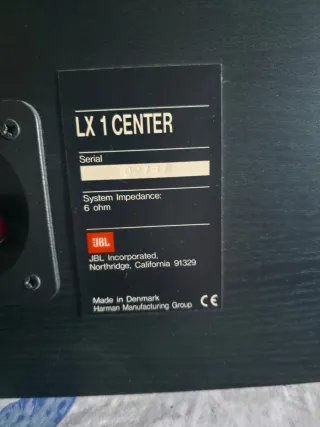 LX 1 CENTER
Serial
System Impedance:
6 ohm
JBL
JBL Incorporated,
Northridge, California 91329
Made in Denmark
Harman Manufacturing Group CE